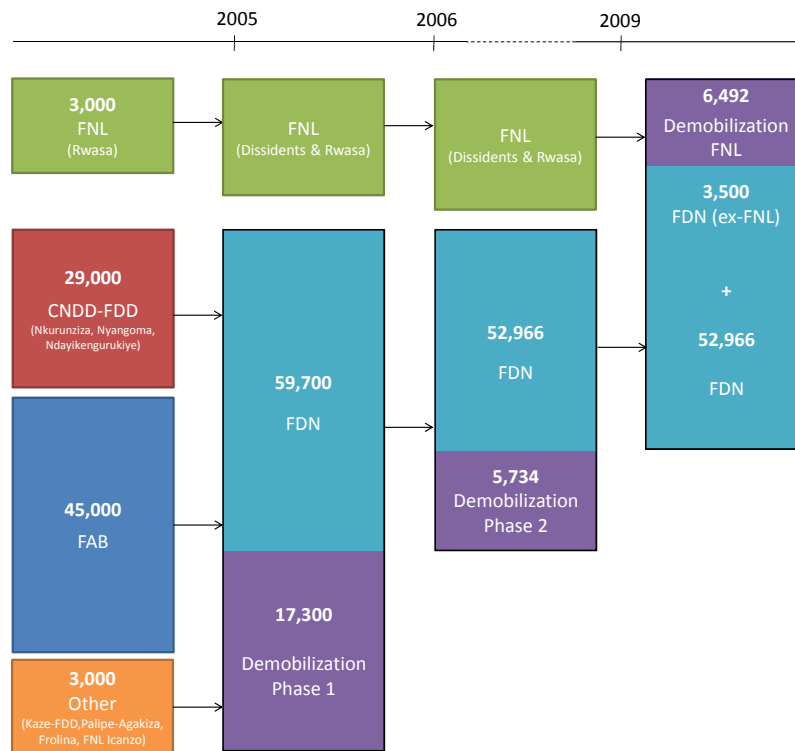 2005
2006
2009
3,000
FNL
(Rwasa)
FNL
(Dissidents & Rwasa)
FNL
(Dissidents & Rwasa)
6,492
Demobilization
FNL
3,500
FDN (ex-FNL)
+
52,966
FDN
29,000
CNDD-FDD
(Nkurunziza, Nyangoma,
Ndayikengurukiye)
45,000
FAB
3,000
Other
(Kaze-FDD,Palipe-Agakiza,
Frolina, FNL Icanzo)
59,700
FDN
17,300
Demobilization
Phase 1
52,966
FDN
5,734
Demobilization
Phase 2